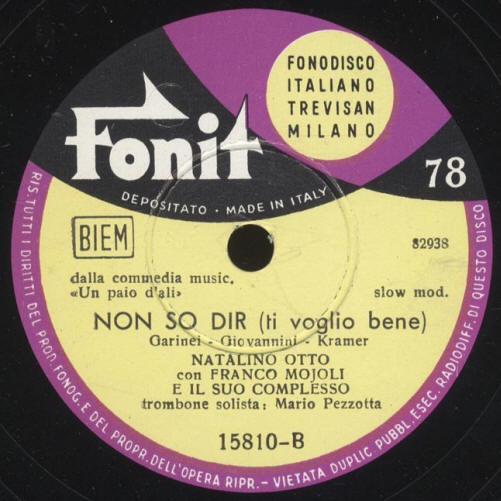 Fonit
FONODISCO
ITALIANO
TREVISAN
MILANO
78
DEPOSITATO · MADE IN ITALY
BIEM
82938
dalla commedia music.
«Un paio d'ali»
slow mod.
NON SO DIR (ti voglio bene)
Garinei - Giovannini - Kramer
NATALINO OTTO
con FRANCO MOJOLI
E IL SUO COMPLESSO
trombone solista: Mario Pezzotta
15810-B
RIS. TUTTI I DIRITTI DEL PROD. FONOG. E DEL PROPR. DELL'OPERA RIPR. - VIETATA DUPLIC. PUBBL. ESEC. RADIODIFF. DI QUESTO DISCO